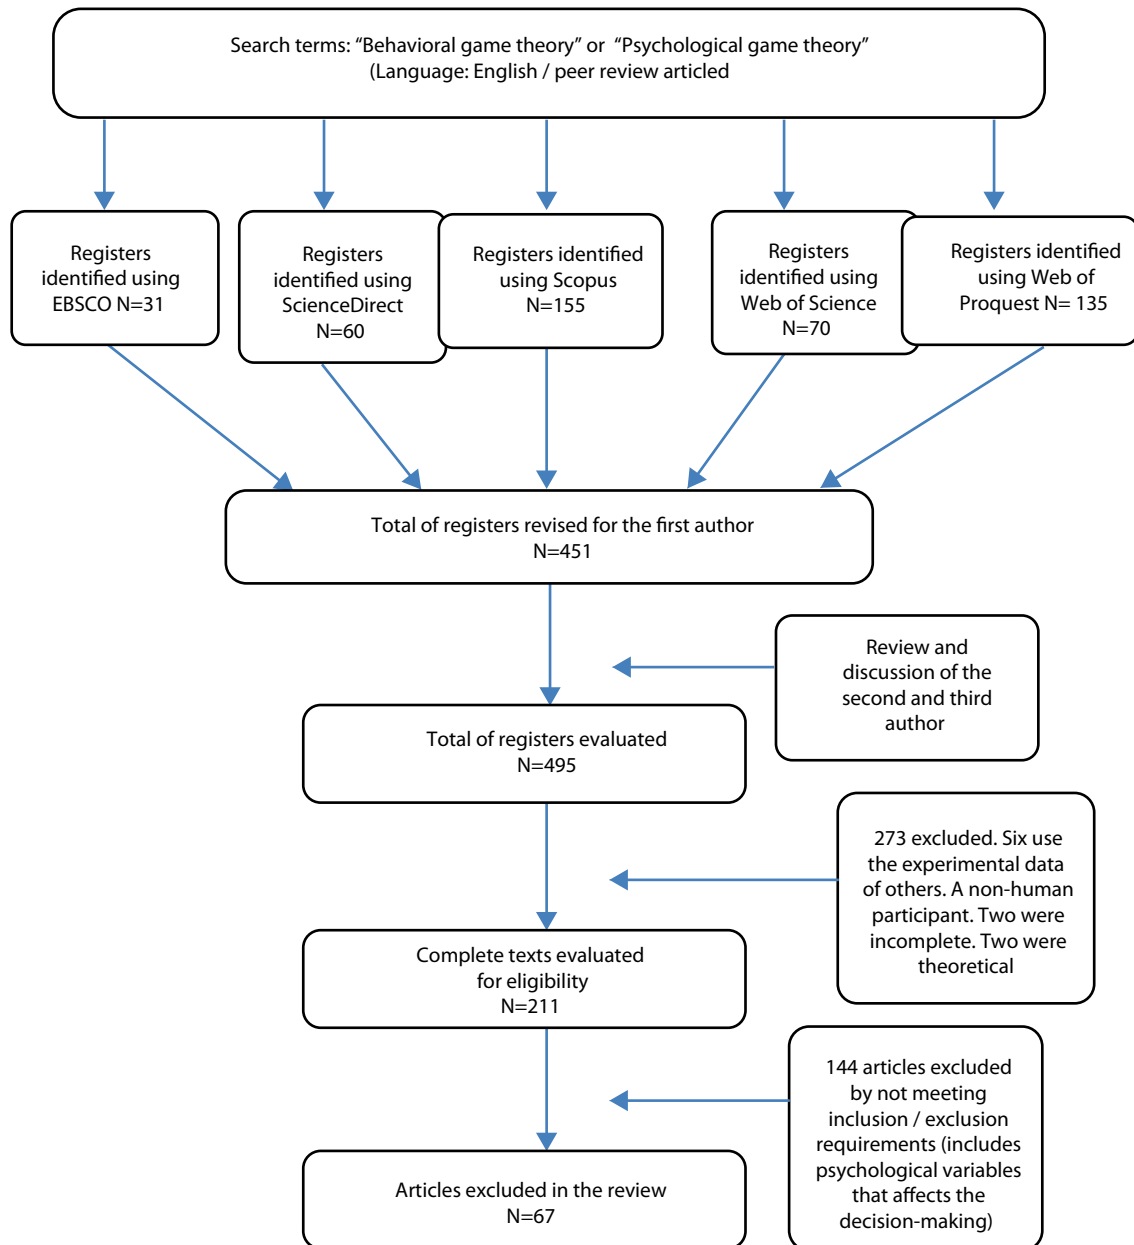 Search terms: “Behavioral game theory” or “Psychological game theory”
(Language: English / peer review articled
Registers
identified using
EBSCO N=31
Registers
identified using
ScienceDirect
N=60
Registers identified
using Scopus
N=155
Registers
identified using
Web of Science
N=70
Registers identified
using Web of
Proquest N= 135
Total of registers revised for the first author
N=451
Review and
discussion of the
second and third
author
Total of registers evaluated
N=495
273 excluded. Six use
the experimental data
of others. A non-human
participant. Two were
incomplete. Two were
theoretical
Complete texts evaluated
for eligibility
N=211
144 articles excluded
by not meeting
inclusion / exclusion
requirements (includes
psychological variables
that affects the
decision-making)
Articles excluded in the review
N=67